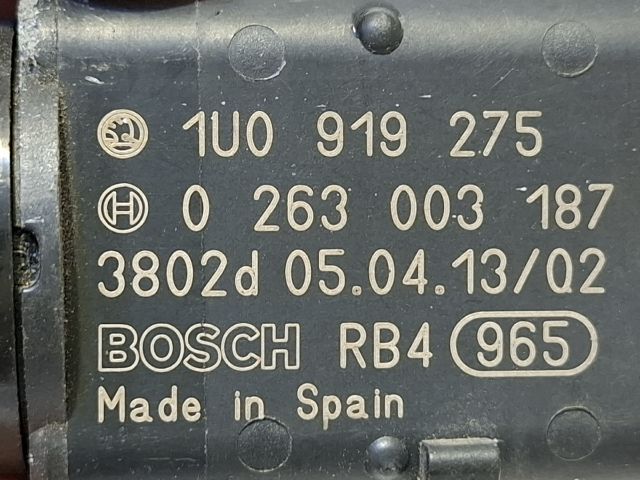 1U0 919 275
0 263 003 187
3802d 05.04.13/02
BOSCH RB4 965
Made in Spain